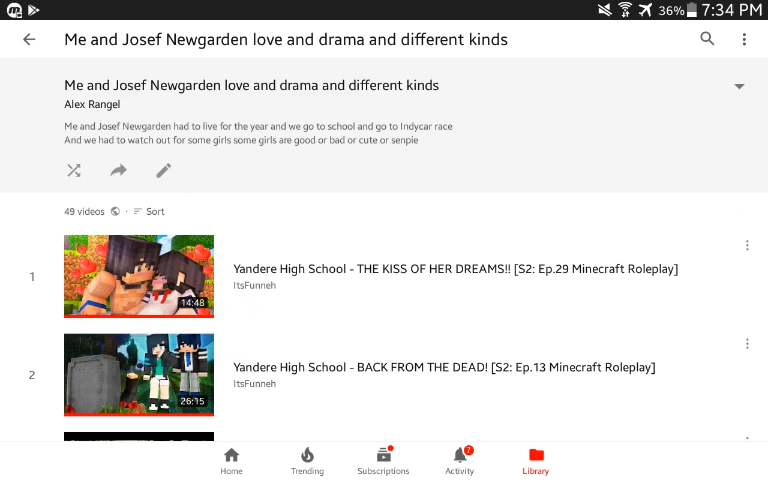 36% 7:34 PM
Me and Josef Newgarden love and drama and different kinds
Me and Josef Newgarden love and drama and different kinds
Alex Rangel
Me and Josef Newgarden had to live for the year and we go to school and go to Indycar race
And we had to watch out for some girls some girls are good or bad or cute or senpie
49 videos · Sort
1
14:48
Yandere High School - THE KISS OF HER DREAMS!! [S2: Ep.29 Minecraft Roleplay]
ItsFunneh
2
26:15
Yandere High School - BACK FROM THE DEAD! [S2: Ep.13 Minecraft Roleplay]
ItsFunneh
7
Home Trending Subscriptions Activity Library